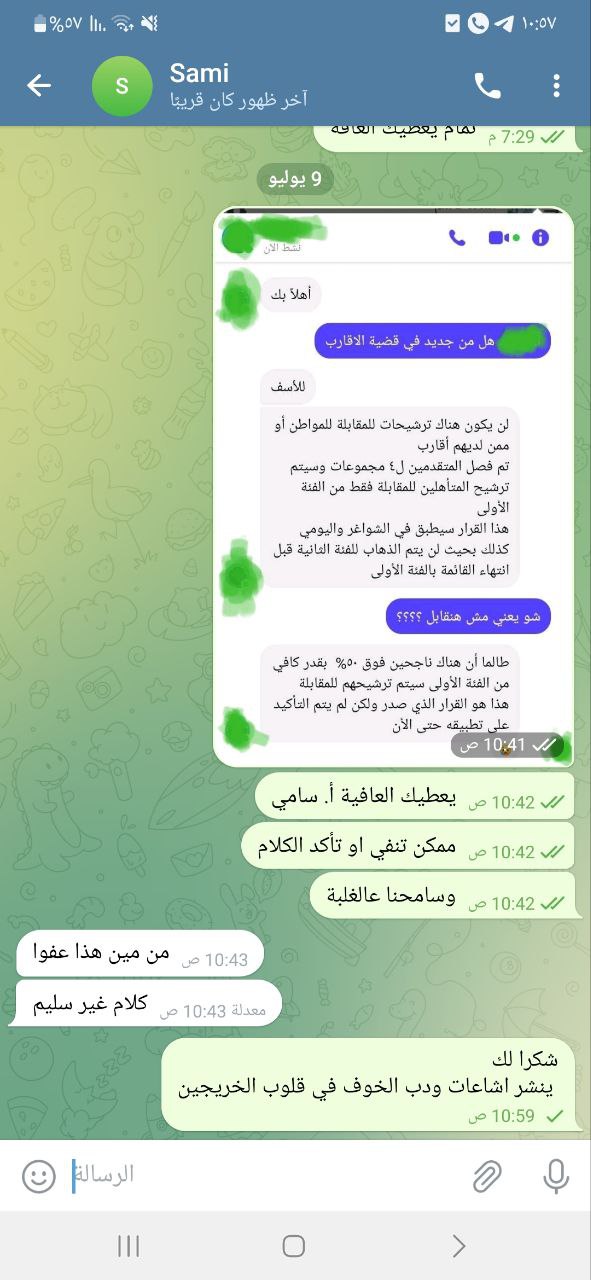 %٥٧
١٠:٥٧
S
Sami
آخر ظهور كان قريبًا
تمام يعطيك العافة
7:29 م
9 يوليو
نشط الآن
أهلاً بك
هل من جديد في قضية الاقارب
للأسف
لن يكون هناك ترشيحات للمقابلة للمواطن أو
ممن لديهم أقارب
تم فصل المتقدمين ل٤ مجموعات وسيتم
ترشيح المتأهلين للمقابلة فقط من الفئة
الأولى
هذا القرار سيطبق في الشواغر واليومي
كذلك بحيث لن يتم الذهاب للفئة الثانية قبل
انتهاء القائمة بالفئة الأولى
شو يعني مش هنقابل ؟؟؟؟
طالما أن هناك ناجحين فوق ٥٠% بقدر كافي
من الفئة الأولى سيتم ترشيحهم للمقابلة
هذا هو القرار الذي صدر ولكن لم يتم التأكيد
على تطبيقه حتى الأن
10:41 ص
يعطيك العافية أ. سامي
10:42 ص
ممكن تنفي او تأكد الكلام
10:42 ص
وسامحنا عالغلبة
10:42 ص
من مين هذا عفوا
10:43 ص
كلام غير سليم
معدلة 10:43 ص
شكرا لك
ينشر اشاعات ودب الخوف في قلوب الخريجين
10:59 ص
الرسالة